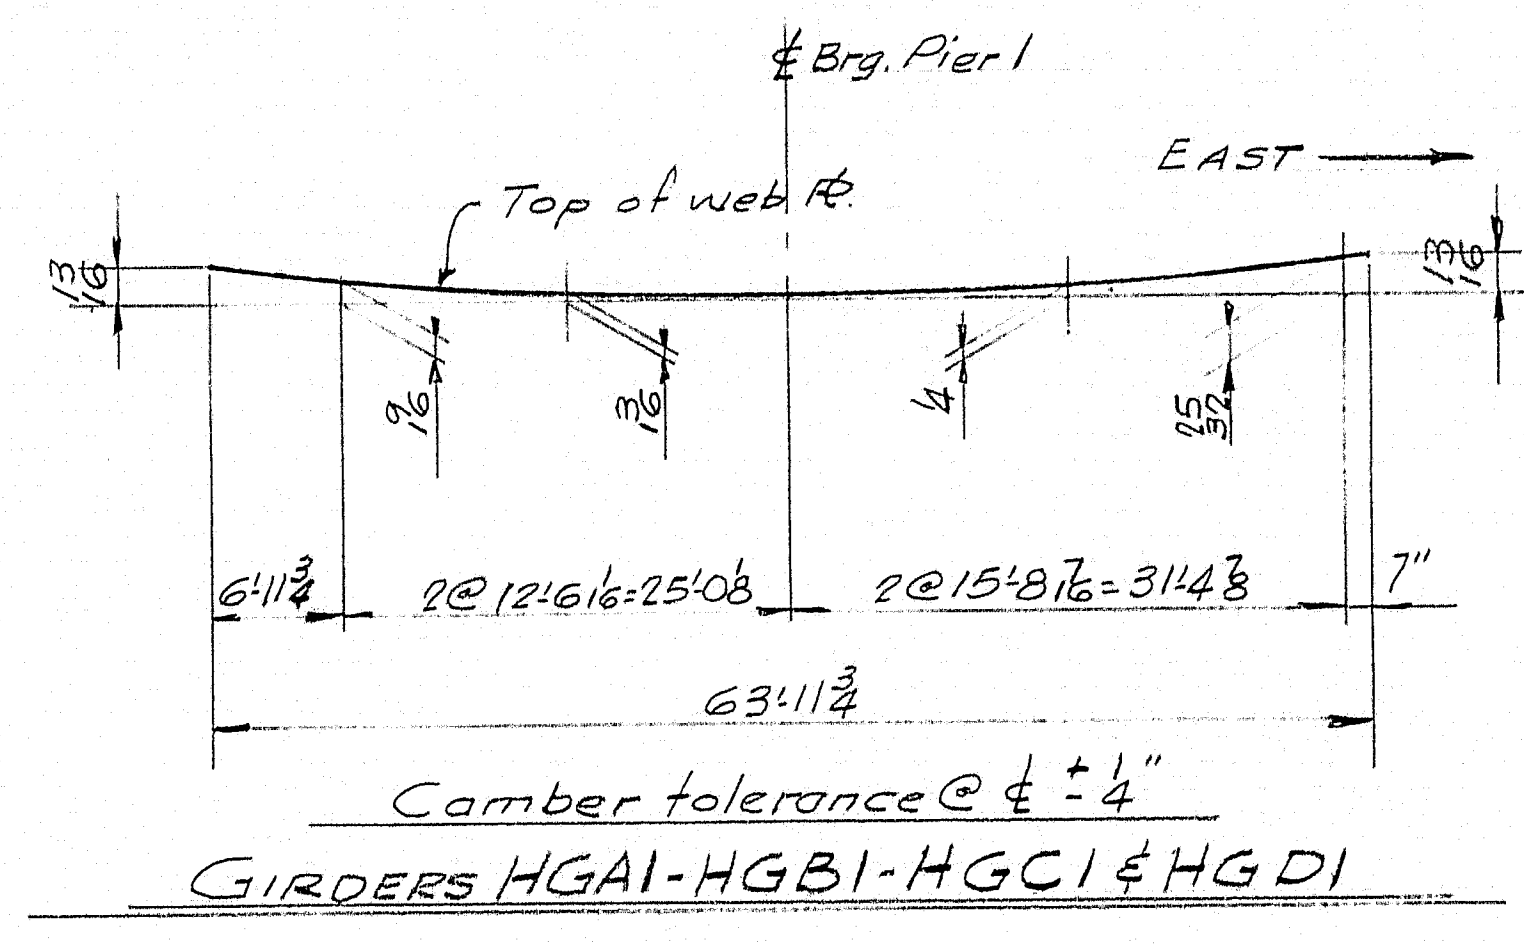 ℄ Brg. Pier 1
EAST
Top of web ℄.
13/16
13/16
9/16
3/16
1/4
25/32
6'-11 3/4
2@12'-6 1/16=25'-0 1/8
2@15'-8 7/16=31'-4 7/8
7"
63'-11 3/4
Camber tolerance @ ℄ ± 1/4"
GIRDERS HGA1-HGB1-HGC1 & HGD1